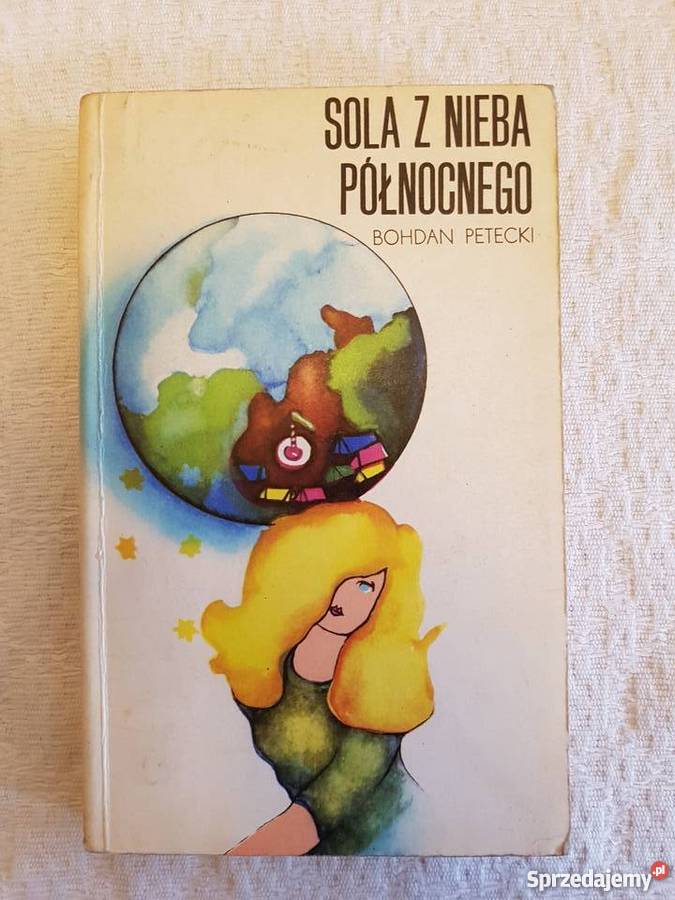 SOLA Z NIEBA
PÓŁNOCNEGO
BOHDAN PETECKI
Sprzedajemy.pl